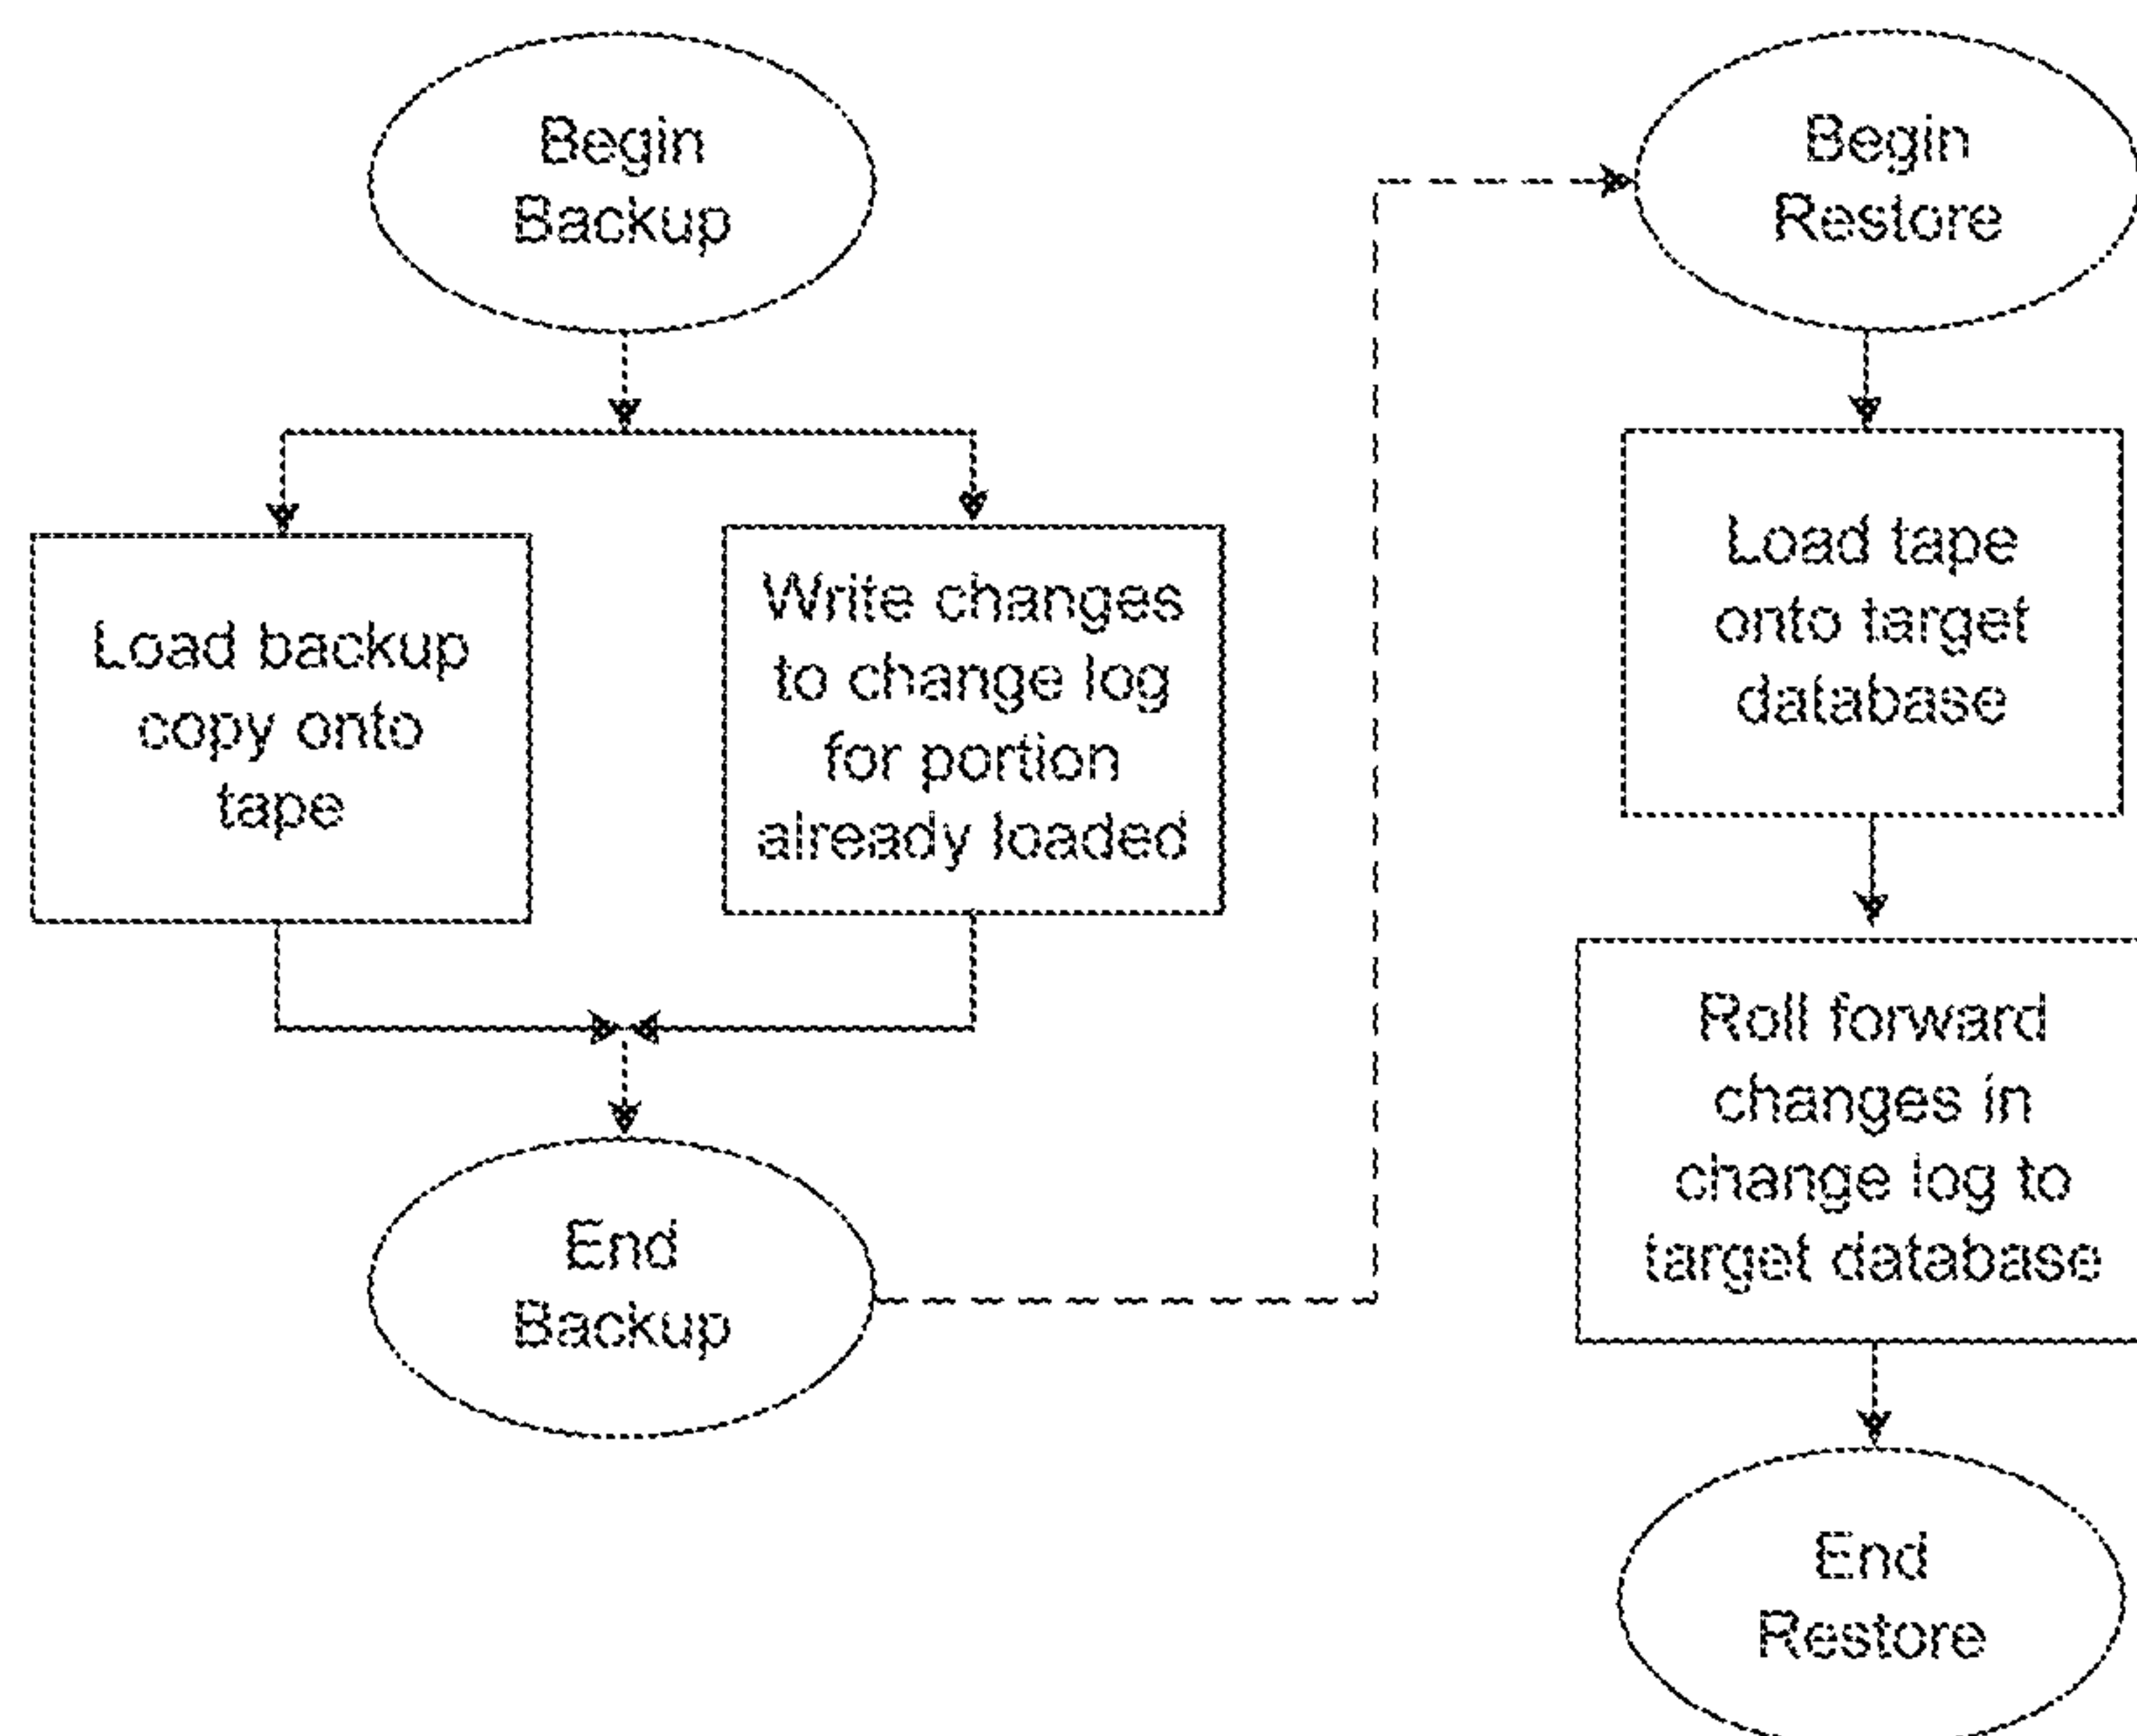 Begin
Backup
Load backup
copy onto
tape
Write changes
to change log
for portion
already loaded
End
Backup
Begin
Restore
Load tape
onto target
database
Roll forward
changes in
change log to
target database
End
Restore